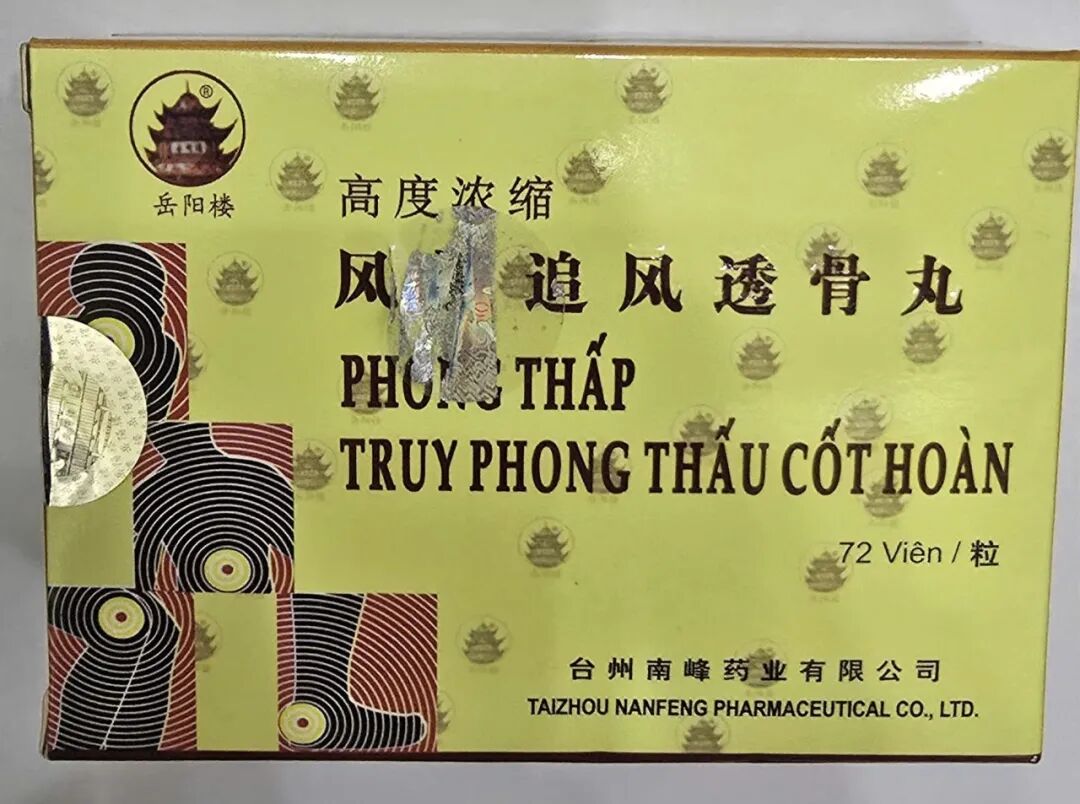 ®
岳阳楼
高度浓缩
风 追风透骨丸
PHONG THẤP
TRUY PHONG THẤU CỐT HOÀN
72 Viên / 粒
台州南峰药业有限公司
TAIZHOU NANFENG PHARMACEUTICAL CO., LTD.